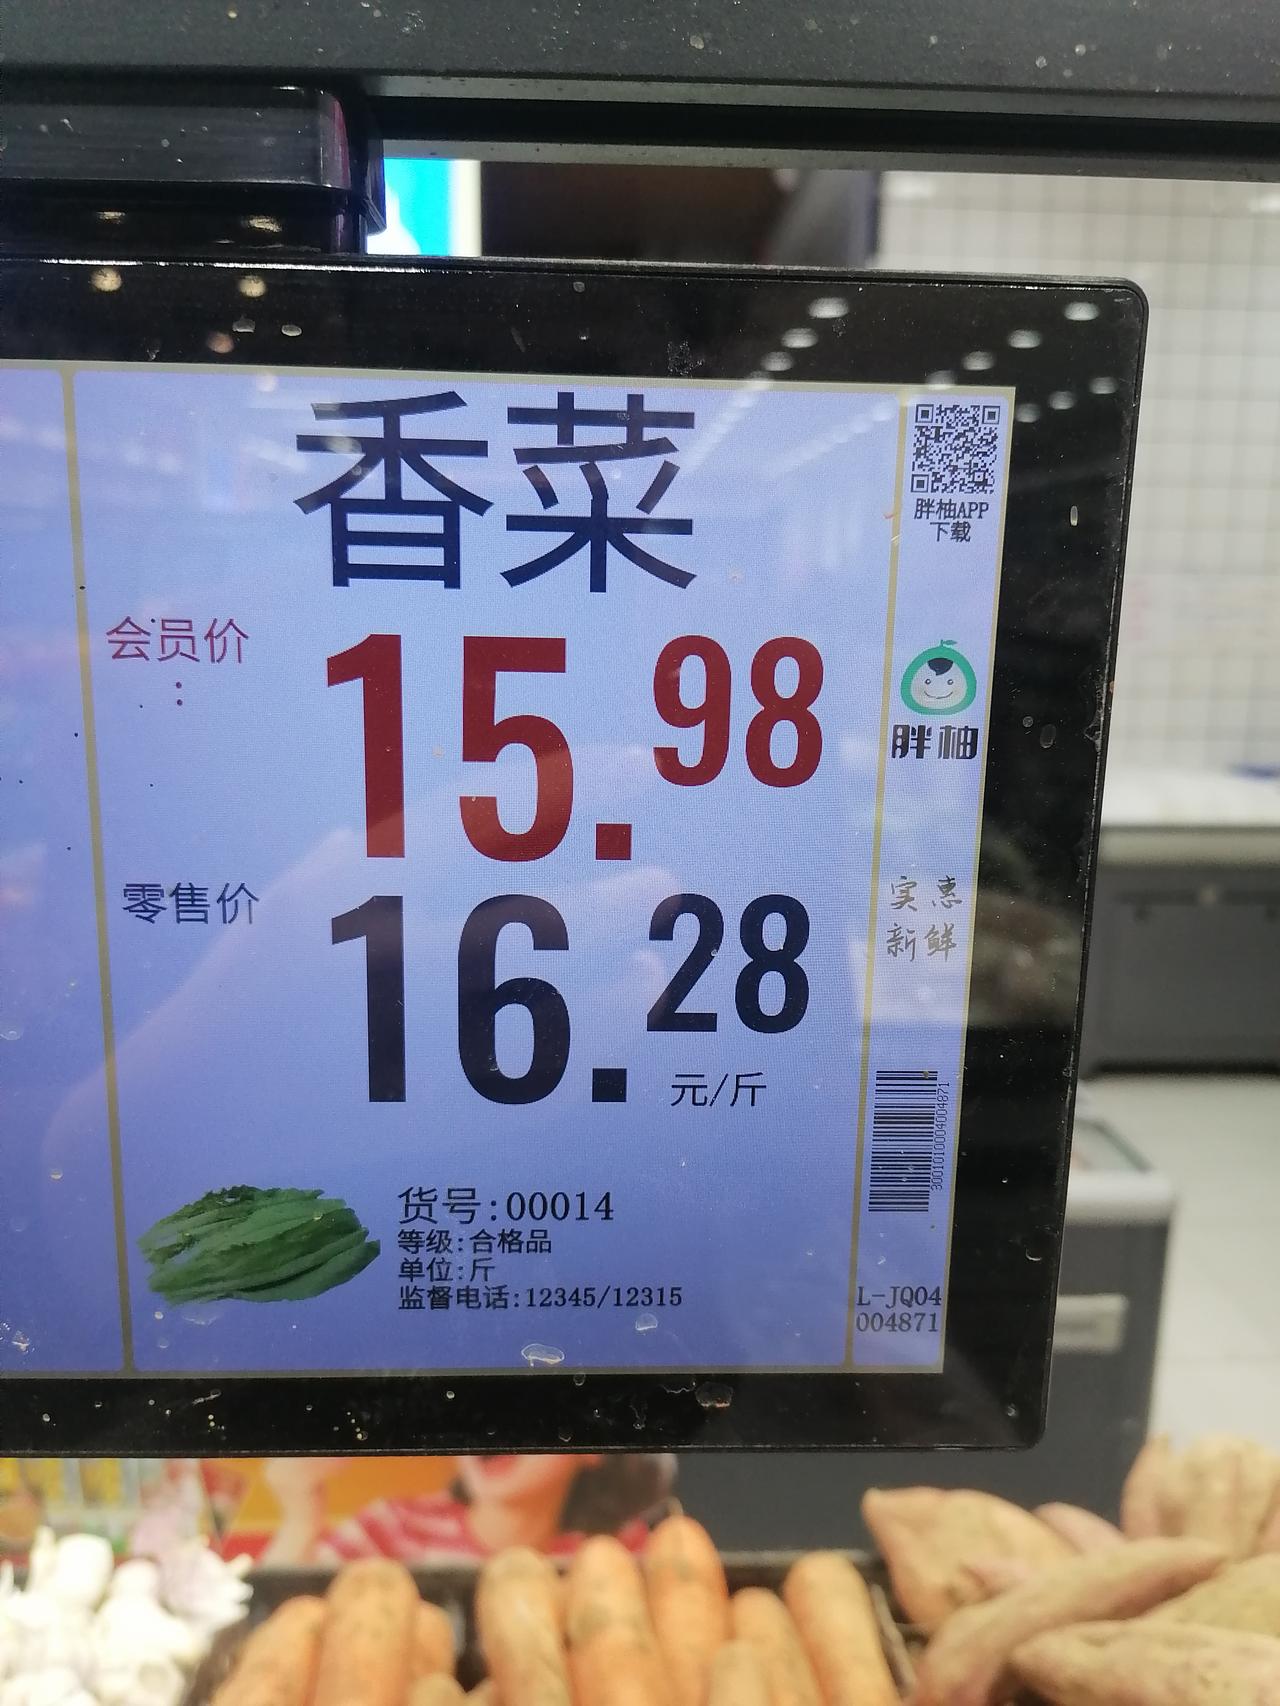 香菜
会员价
:
15.98
零售价
16.28
元/斤
货号:00014
等级:合格品
单位:斤
监督电话:12345/12315
胖柚APP
下载
胖柚
实惠
新鲜
3001010004004871
L-JQ04
004871